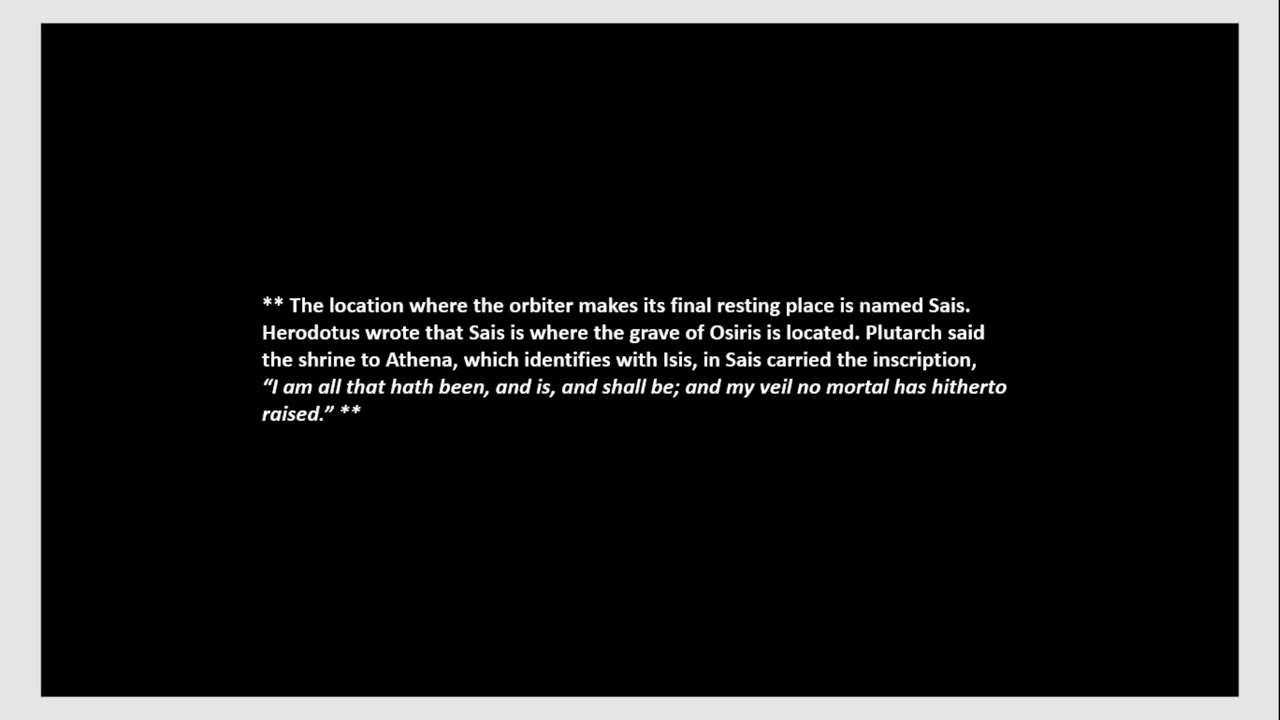 ** The location where the orbiter makes its final resting place is named Sais.
Herodotus wrote that Sais is where the grave of Osiris is located. Plutarch said
the shrine to Athena, which identifies with Isis, in Sais carried the inscription,
“I am all that hath been, and is, and shall be; and my veil no mortal has hitherto
raised.” **